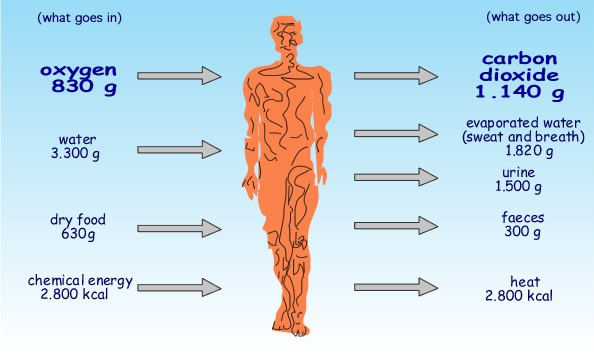 (what goes in)
oxygen
830 g
water
3.300 g
dry food
630g
chemical energy
2.800 kcal
(what goes out)
carbon
dioxide
1.140 g
evaporated water
(sweat and breath)
1.820 g
urine
1.500 g
faeces
300 g
heat
2.800 kcal